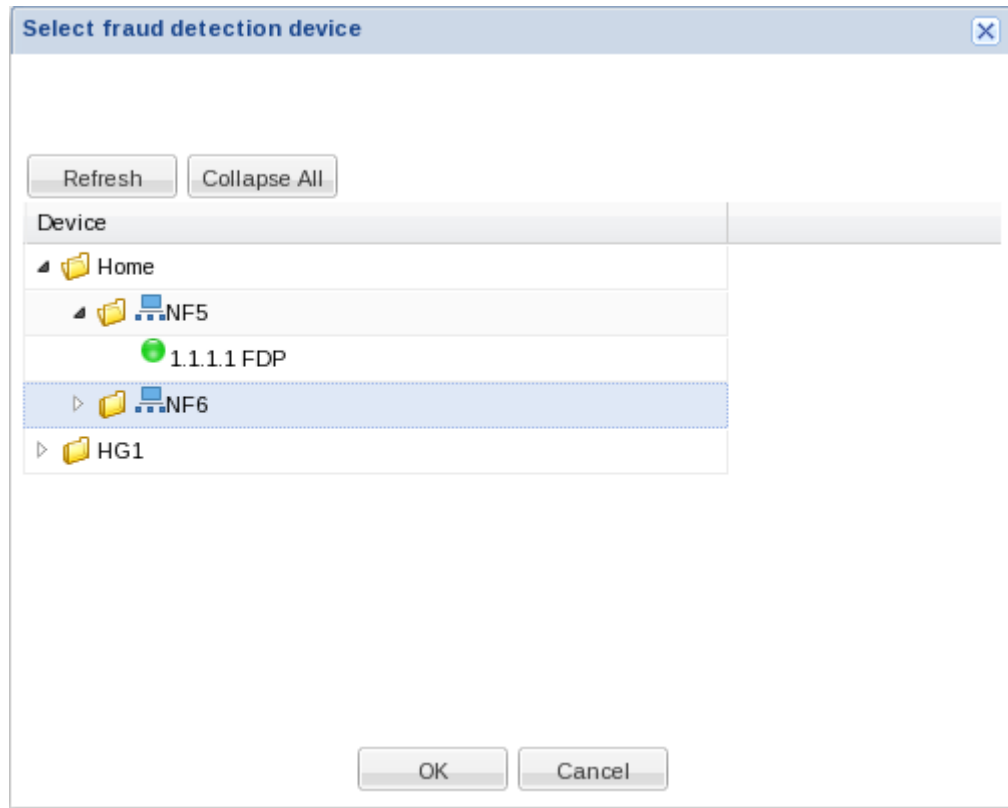 Select fraud detection device
Refresh Collapse All
Device
Home
NF5
1.1.1.1 FDP
NF6
HG1
OK Cancel